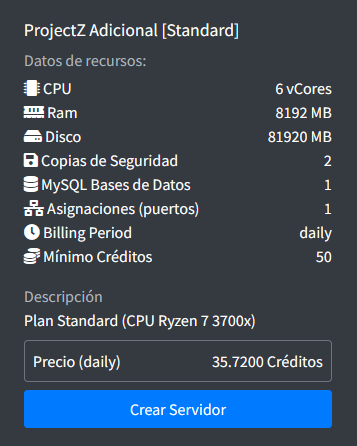 ProjectZ Adicional [Standard]
Datos de recursos:
CPU 6 vCores
Ram 8192 MB
Disco 81920 MB
Copias de Seguridad 2
MySQL Bases de Datos 1
Asignaciones (puertos) 1
Billing Period daily
Mínimo Créditos 50
Descripción
Plan Standard (CPU Ryzen 7 3700x)
Precio (daily) 35.7200 Créditos
Crear Servidor